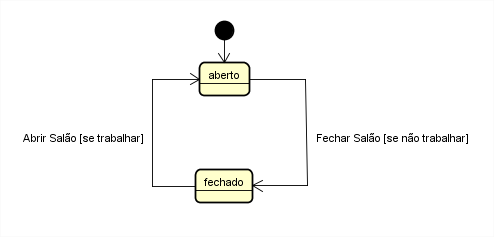 aberto
Abrir Salão [se trabalhar]
Fechar Salão [se não trabalhar]
fechado